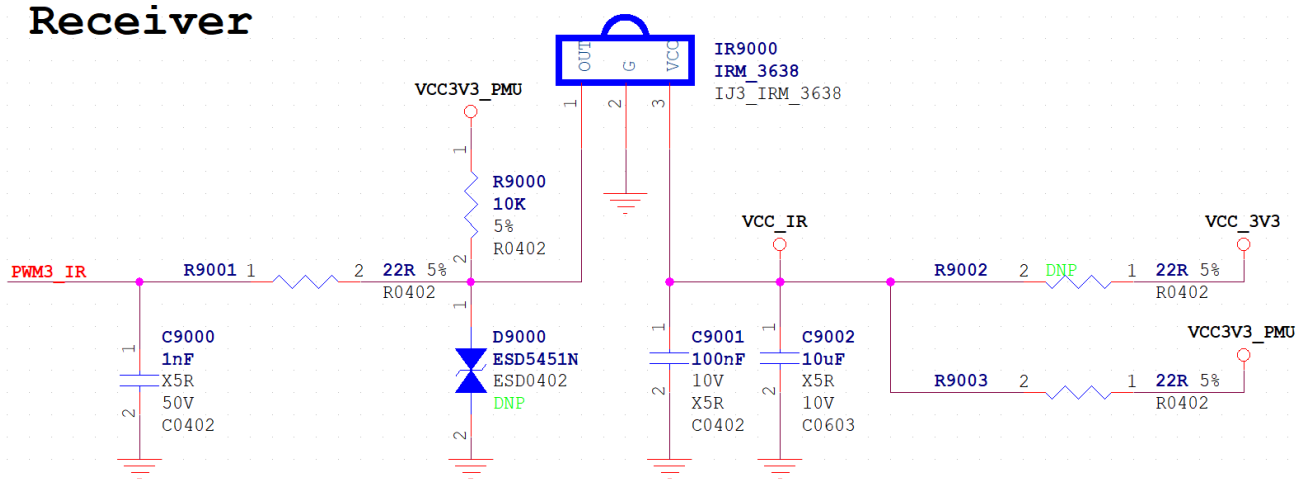 Receiver
OUT
G
VCC
1
2
3
IR9000
IRM_3638
IJ3_IRM_3638
VCC3V3_PMU
1
R9000
10K
5%
R0402
2
PWM3_IR
R9001 1
2 22R 5%
R0402
C9000
1nF
X5R
50V
C0402
1
2
D9000
ESD5451N
ESD0402
DNP
1
2
VCC_IR
C9001
100nF
10V
X5R
C0402
1
2
C9002
10uF
X5R
10V
C0603
1
2
VCC_3V3
R9002 2 DNP 1 22R 5%
R0402
VCC3V3_PMU
R9003 2 1 22R 5%
R0402